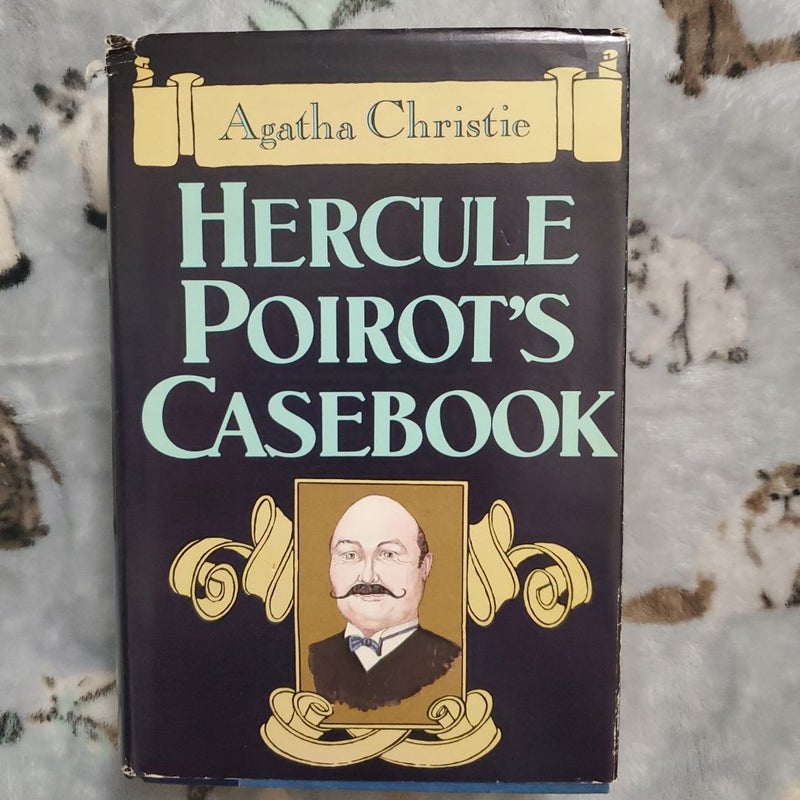 Agatha Christie
HERCULE
POIROT'S
CASEBOOK